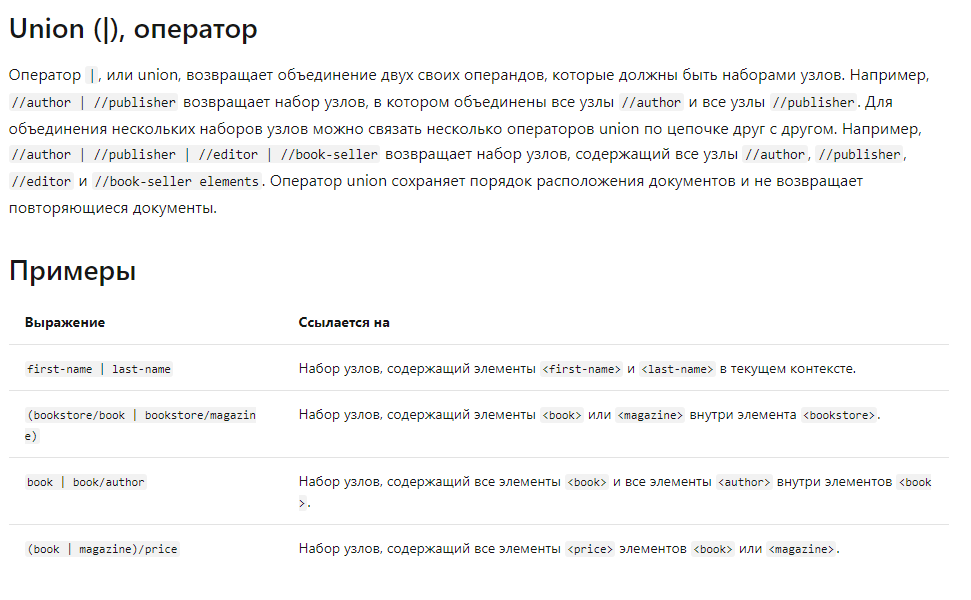 Union (|), оператор
Оператор |, или union, возвращает объединение двух своих операндов, которые должны быть наборами узлов. Например,
//author | //publisher возвращает набор узлов, в котором объединены все узлы //author и все узлы //publisher. Для
объединения нескольких наборов узлов можно связать несколько операторов union по цепочке друг с другом. Например,
//author | //publisher | //editor | //book-seller возвращает набор узлов, содержащий все узлы //author, //publisher,
//editor и //book-seller elements. Оператор union сохраняет порядок расположения документов и не возвращает
повторяющиеся документы.
Примеры
Выражение Ссылается на
first-name | last-name Набор узлов, содержащий элементы <first-name> и <last-name> в текущем контексте.
(bookstore/book | bookstore/magazin Набор узлов, содержащий элементы <book> или <magazine> внутри элемента <bookstore>.
e)
book | book/author Набор узлов, содержащий все элементы <book> и все элементы <author> внутри элементов <book
>.
(book | magazine)/price Набор узлов, содержащий все элементы <price> элементов <book> или <magazine>.